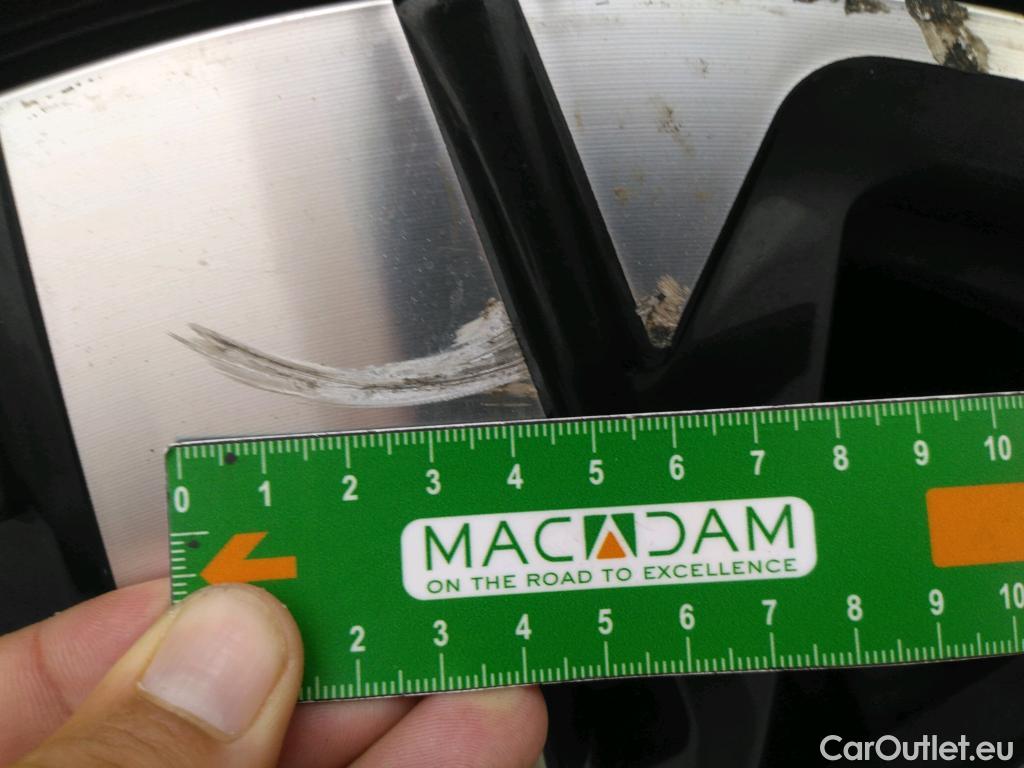 0 1 2 3 4 5 6 7 8 9 10
MACADAM
ON THE ROAD TO EXCELLENCE
2 3 4 5 6 7 8 9 10
CarOutlet.eu